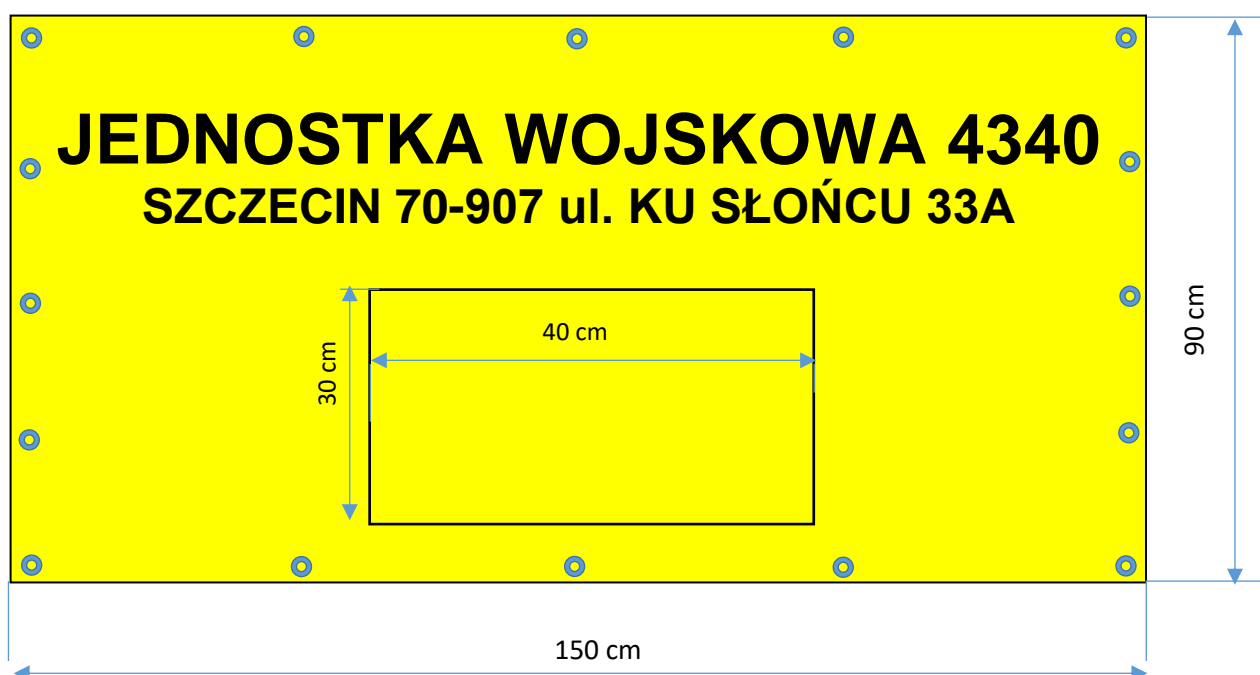 JEDNOSTKA WOJSKOWA 4340
SZCZECIN 70-907 ul. KU SŁOŃCU 33A
40 cm
30 cm
90 cm
150 cm